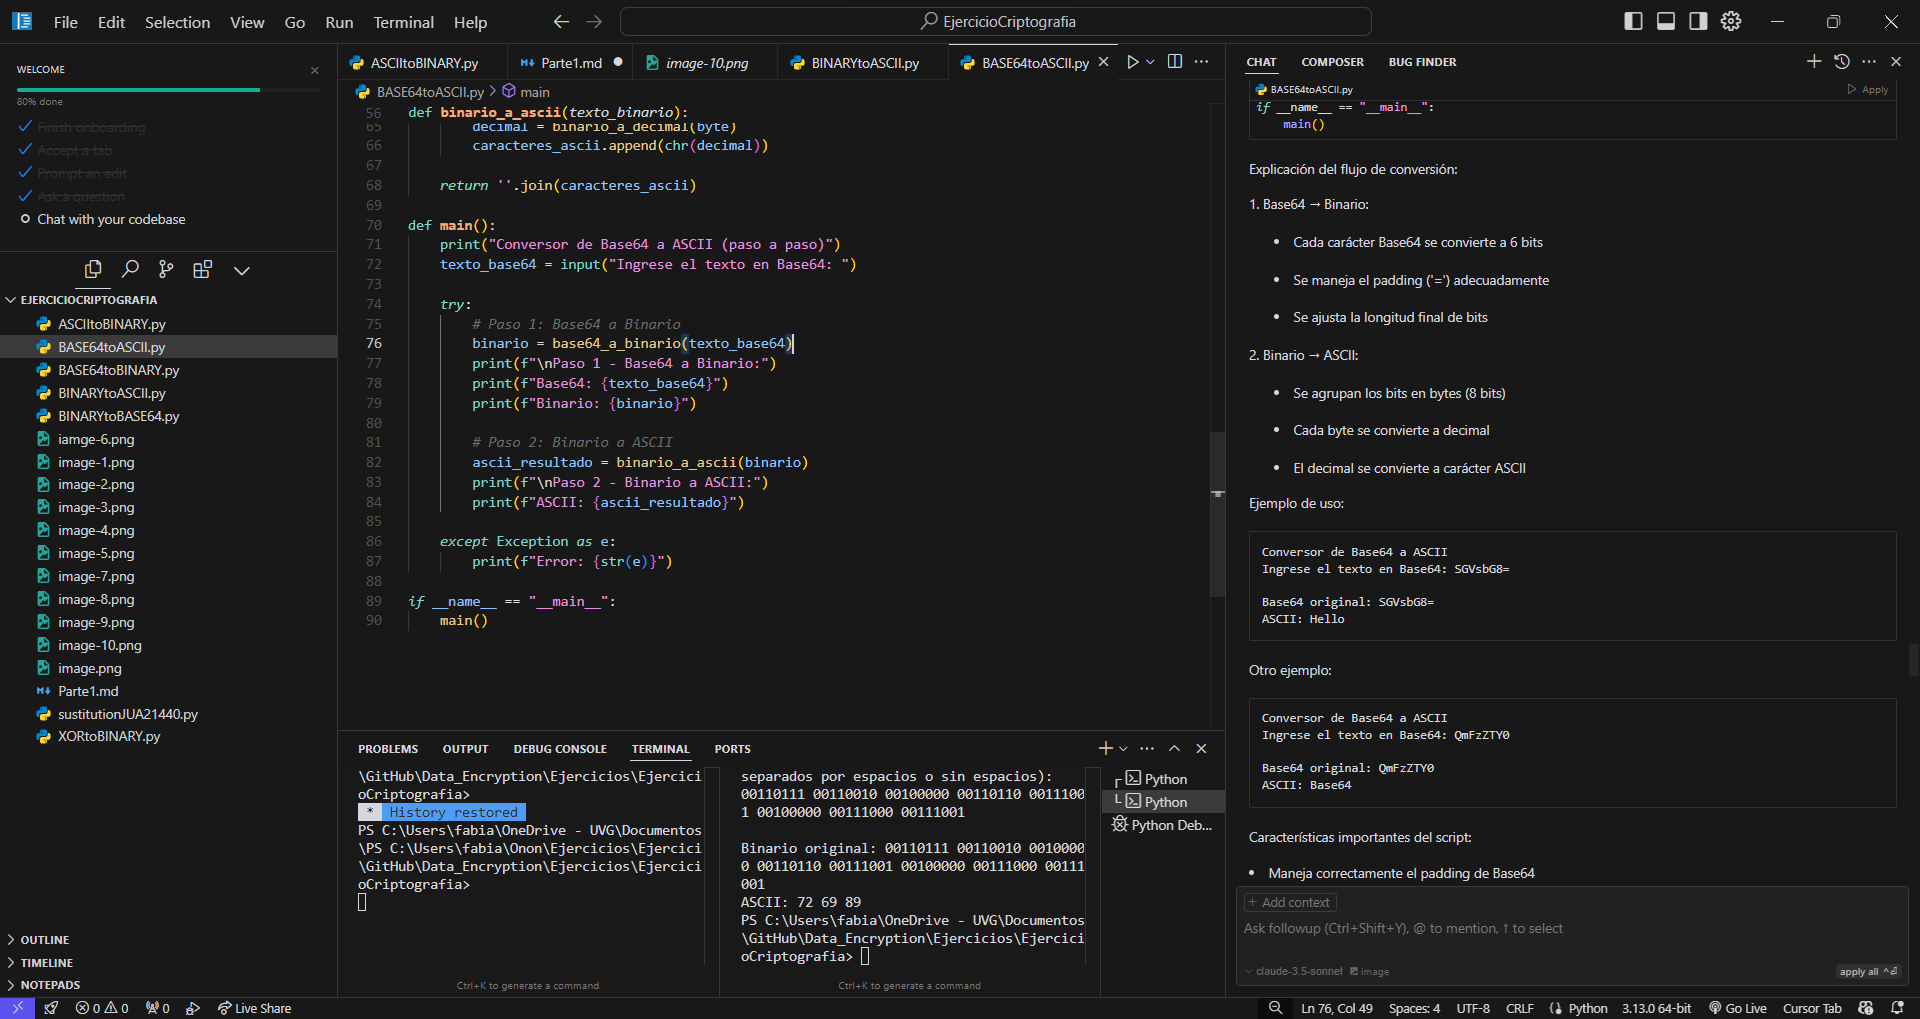 File Edit Selection View Go Run Terminal Help
EjercicioCriptografia
WELCOME
80% done
Finish onboarding
Accept a tab
Prompt an edit
Ask a question
Chat with your codebase
EJERCICIOCRIPTOGRAFIA
ASCIItoBINARY.py
BASE64toASCII.py
BASE64toBINARY.py
BINARYtoASCII.py
BINARYtoBASE64.py
iamge-6.png
image-1.png
image-2.png
image-3.png
image-4.png
image-5.png
image-7.png
image-8.png
image-9.png
image-10.png
image.png
Parte1.md
sustitutionJUA21440.py
XORtoBINARY.py
OUTLINE
TIMELINE
NOTEPADS
ASCIItoBINARY.py Parte1.md image-10.png BINARYtoASCII.py BASE64toASCII.py
BASE64toASCII.py > main
56 def binario_a_ascii(texto_binario):
65 decimal = binario_a_decimal(byte)
66 caracteres_ascii.append(chr(decimal))
67
68 return ''.join(caracteres_ascii)
69
70 def main():
71 print("Conversor de Base64 a ASCII (paso a paso)")
72 texto_base64 = input("Ingrese el texto en Base64: ")
73
74 try:
75 # Paso 1: Base64 a Binario
76 binario = base64_a_binario(texto_base64)
77 print(f"\nPaso 1 - Base64 a Binario:")
78 print(f"Base64: {texto_base64}")
79 print(f"Binario: {binario}")
80
81 # Paso 2: Binario a ASCII
82 ascii_resultado = binario_a_ascii(binario)
83 print(f"\nPaso 2 - Binario a ASCII:")
84 print(f"ASCII: {ascii_resultado}")
85
86 except Exception as e:
87 print(f"Error: {str(e)}")
88
89 if __name__ == "__main__":
90 main()
PROBLEMS OUTPUT DEBUG CONSOLE TERMINAL PORTS
\GitHub\Data_Encryption\Ejercicios\Ejercici
oCriptografia>
* History restored
PS C:\Users\fabia\OneDrive - UVG\Documentos
\PS C:\Users\fabia\Onon\Ejercicios\Ejercici
\GitHub\Data_Encryption\Ejercicios\Ejercici
oCriptografia>
Ctrl+K to generate a command
separados por espacios o sin espacios):
00110111 00110010 00100000 00110110 0011100
1 00100000 00111000 00111001
Binario original: 00110111 00110010 0010000
0 00110110 00111001 00100000 00111000 00111
001
ASCII: 72 69 89
PS C:\Users\fabia\OneDrive - UVG\Documentos
\GitHub\Data_Encryption\Ejercicios\Ejercici
oCriptografia>
Ctrl+K to generate a command
Python
Python
Python Deb...
CHAT COMPOSER BUG FINDER
BASE64toASCII.py Apply
if __name__ == "__main__":
main()
Explicación del flujo de conversión:
1. Base64 → Binario:
• Cada carácter Base64 se convierte a 6 bits
• Se maneja el padding ('=') adecuadamente
• Se ajusta la longitud final de bits
2. Binario → ASCII:
• Se agrupan los bits en bytes (8 bits)
• Cada byte se convierte a decimal
• El decimal se convierte a carácter ASCII
Ejemplo de uso:
Conversor de Base64 a ASCII
Ingrese el texto en Base64: SGVsbG8=
Base64 original: SGVsbG8=
ASCII: Hello
Otro ejemplo:
Conversor de Base64 a ASCII
Ingrese el texto en Base64: QmFzZTY0
Base64 original: QmFzZTY0
ASCII: Base64
Características importantes del script:
• Maneja correctamente el padding de Base64
+ Add context
Ask followup (Ctrl+Shift+Y), @ to mention, ↑ to select
claude-3.5-sonnet image apply all ^⏎
0 0 0 Live Share Ln 76, Col 49 Spaces: 4 UTF-8 CRLF Python 3.13.0 64-bit Go Live Cursor Tab